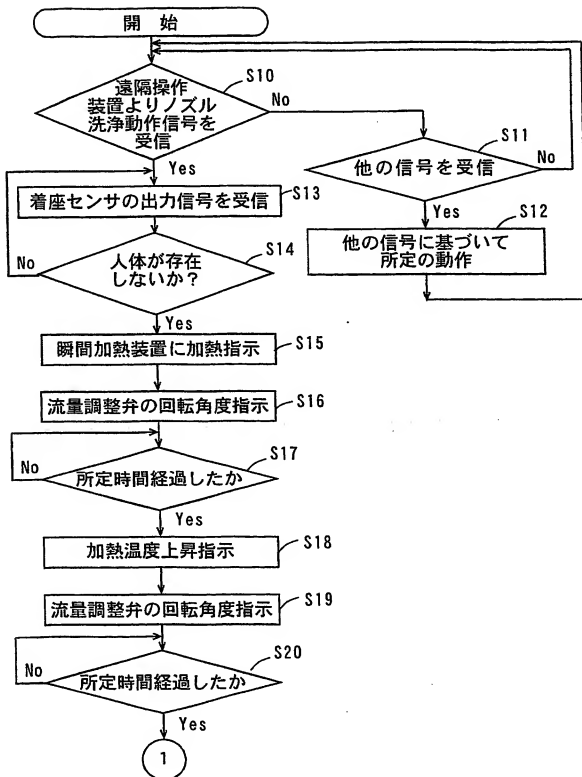 開 始
S10
遠隔操作
装置よりノズル
洗浄動作信号を
受信
No
S11
他の信号を受信
No
Yes
Yes
S13
着座センサの出力信号を受信
S12
他の信号に基づいて
所定の動作
S14
人体が存在
しないか?
No
Yes
瞬間加熱装置に加熱指示
S15
流量調整弁の回転角度指示
S16
S17
No
所定時間経過したか
Yes
加熱温度上昇指示
S18
流量調整弁の回転角度指示
S19
S20
No
所定時間経過したか
Yes
1